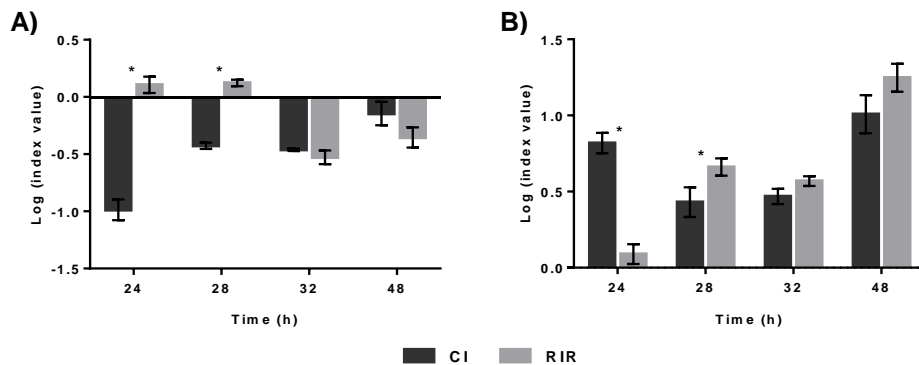 A)
0.5
0.0
-0.5
-1.0
-1.5
Log (index value)
* *
24 28 32 48
Time (h)
B)
1.5
1.0
0.5
0.0
Log (index value)
* *
24 28 32 48
Time (h)
CI RIR